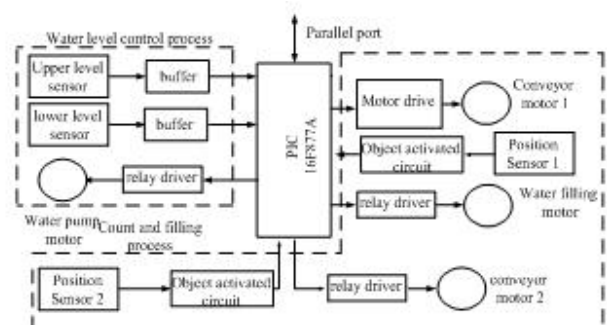 Water level control process
Parallel port
Upper level
sensor
buffer
lower level
sensor
buffer
relay driver
Water pump
motor
Count and filling
process
PIC
16F877A
Motor drive
Conveyor
motor 1
Object activated
circuit
Position
Sensor 1
relay driver
Water filling
motor
Position
Sensor 2
Object activated
circuit
relay driver
conveyor
motor 2